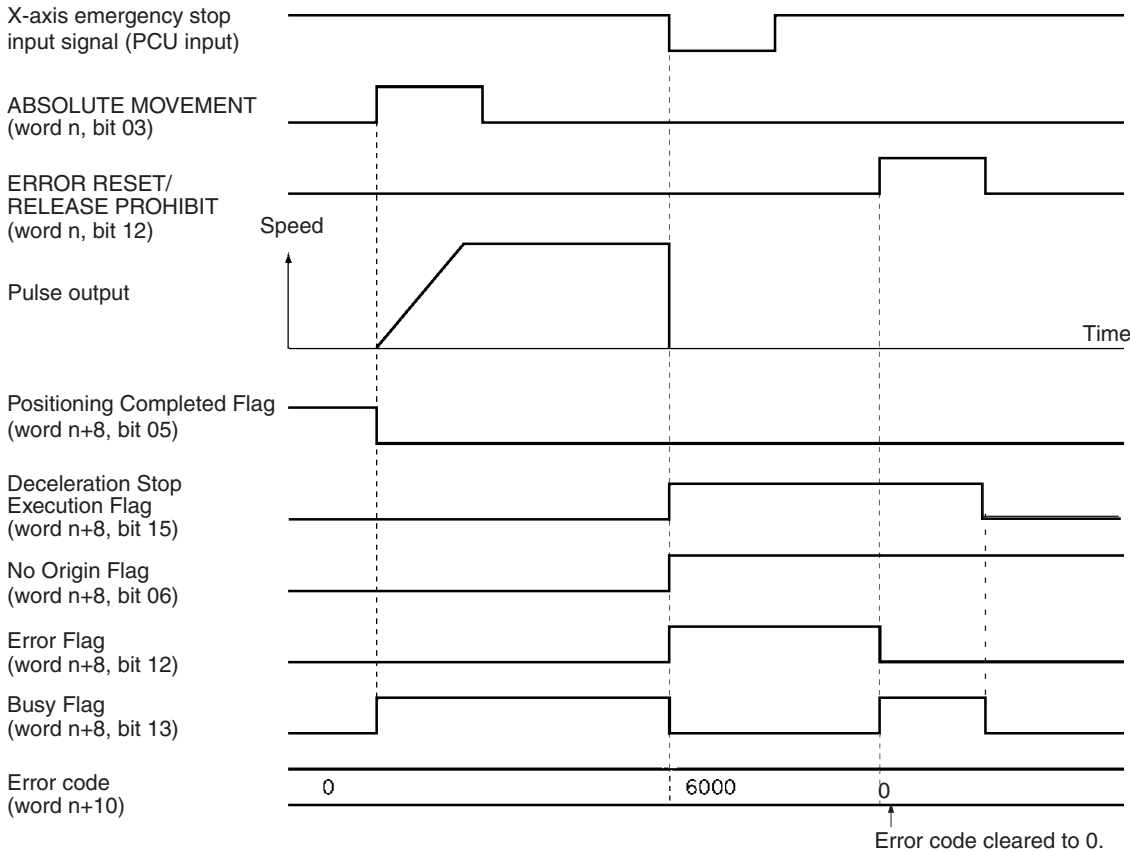 X-axis emergency stop
input signal (PCU input)
ABSOLUTE MOVEMENT
(word n, bit 03)
ERROR RESET/
RELEASE PROHIBIT
(word n, bit 12)
Speed
Pulse output
Time
Positioning Completed Flag
(word n+8, bit 05)
Deceleration Stop
Execution Flag
(word n+8, bit 15)
No Origin Flag
(word n+8, bit 06)
Error Flag
(word n+8, bit 12)
Busy Flag
(word n+8, bit 13)
Error code
(word n+10)
0
6000
0
Error code cleared to 0.